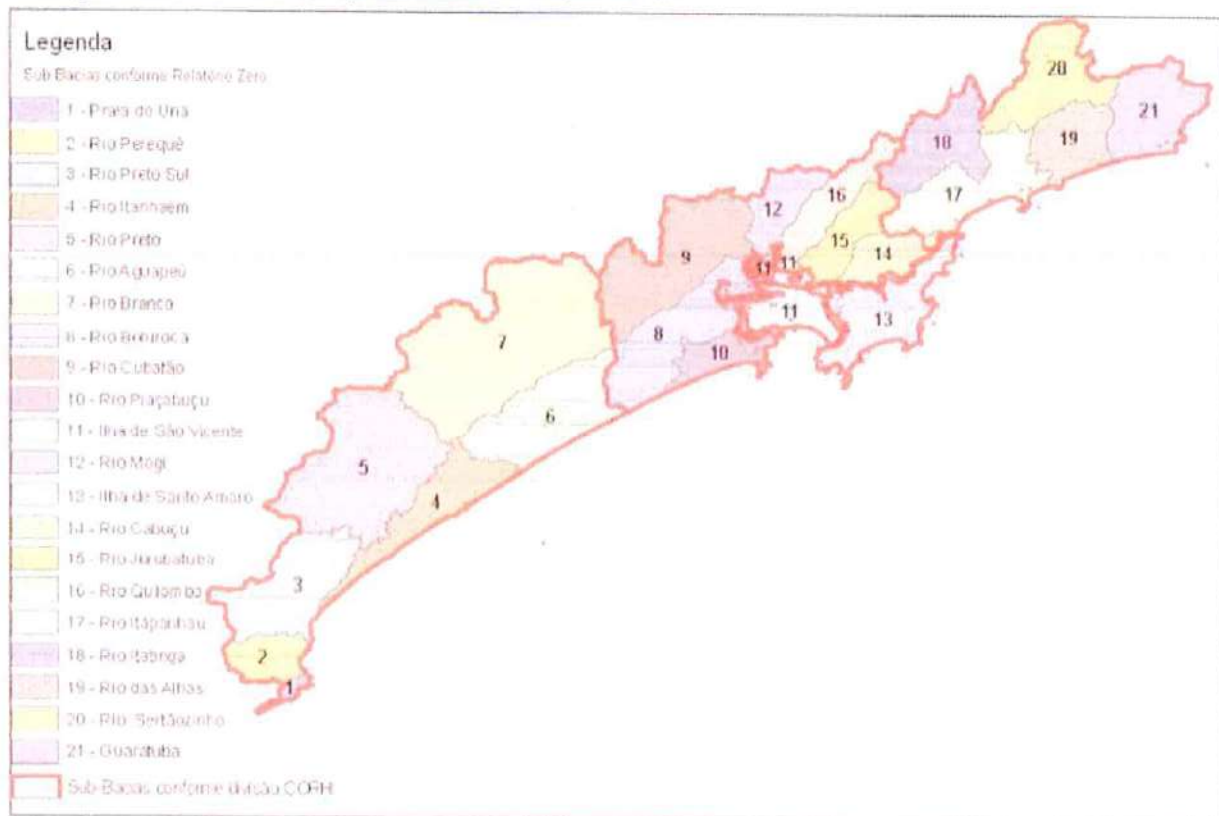 Legenda
Sub Bacias conforme Relatório Zero
1 - Praia do Una
2 - Rio Perequê
3 - Rio Preto Sul
4 - Rio Itanhaém
5 - Rio Preto
6 - Rio Aguapeú
7 - Rio Branco
8 - Rio Boturoca
9 - Rio Cubatão
10 - Rio Piaçabuçu
11 - Ilha de São Vicente
12 - Rio Mogi
13 - Ilha de Santo Amaro
14 - Rio Cabuçu
15 - Rio Jurubatuba
16 - Rio Quilombo
17 - Rio Itapanhau
18 - Rio Itatinga
19 - Rio das Alhas
20 - Rio Sertãozinho
21 - Guaratuba
Sub-Bacias conforme divisão CORHI
20
21
18
19
16
17
12
15
14
9
11
11
11
13
8
10
7
6
5
4
3
2
1